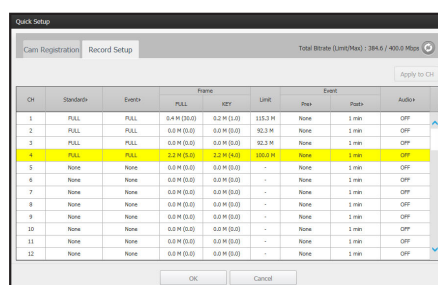 Quick Setup
Cam Registration Record Setup Total Bitrate (Limit/Max) : 384.6 / 400.0 Mbps
Apply to CH
CH Standard Event Frame Limit Event Audio
FULL KEY Pre Post
1 FULL FULL 0.4 M (30.0) 0.2 M (1.0) 115.3 M None 1 min OFF
2 FULL FULL 0.0 M (0.0) 0.0 M (0.0) 92.3 M None 1 min OFF
3 FULL FULL 0.0 M (0.0) 0.0 M (0.0) 92.3 M None 1 min OFF
4 FULL FULL 2.2 M (5.0) 2.2 M (4.0) 100.0 M None 1 min OFF
5 None None 0.0 M (0.0) 0.0 M (0.0) - None 1 min OFF
6 None None 0.0 M (0.0) 0.0 M (0.0) - None 1 min OFF
7 None None 0.0 M (0.0) 0.0 M (0.0) - None 1 min OFF
8 None None 0.0 M (0.0) 0.0 M (0.0) - None 1 min OFF
9 None None 0.0 M (0.0) 0.0 M (0.0) - None 1 min OFF
10 None None 0.0 M (0.0) 0.0 M (0.0) - None 1 min OFF
11 None None 0.0 M (0.0) 0.0 M (0.0) - None 1 min OFF
12 None None 0.0 M (0.0) 0.0 M (0.0) - None 1 min OFF
OK Cancel